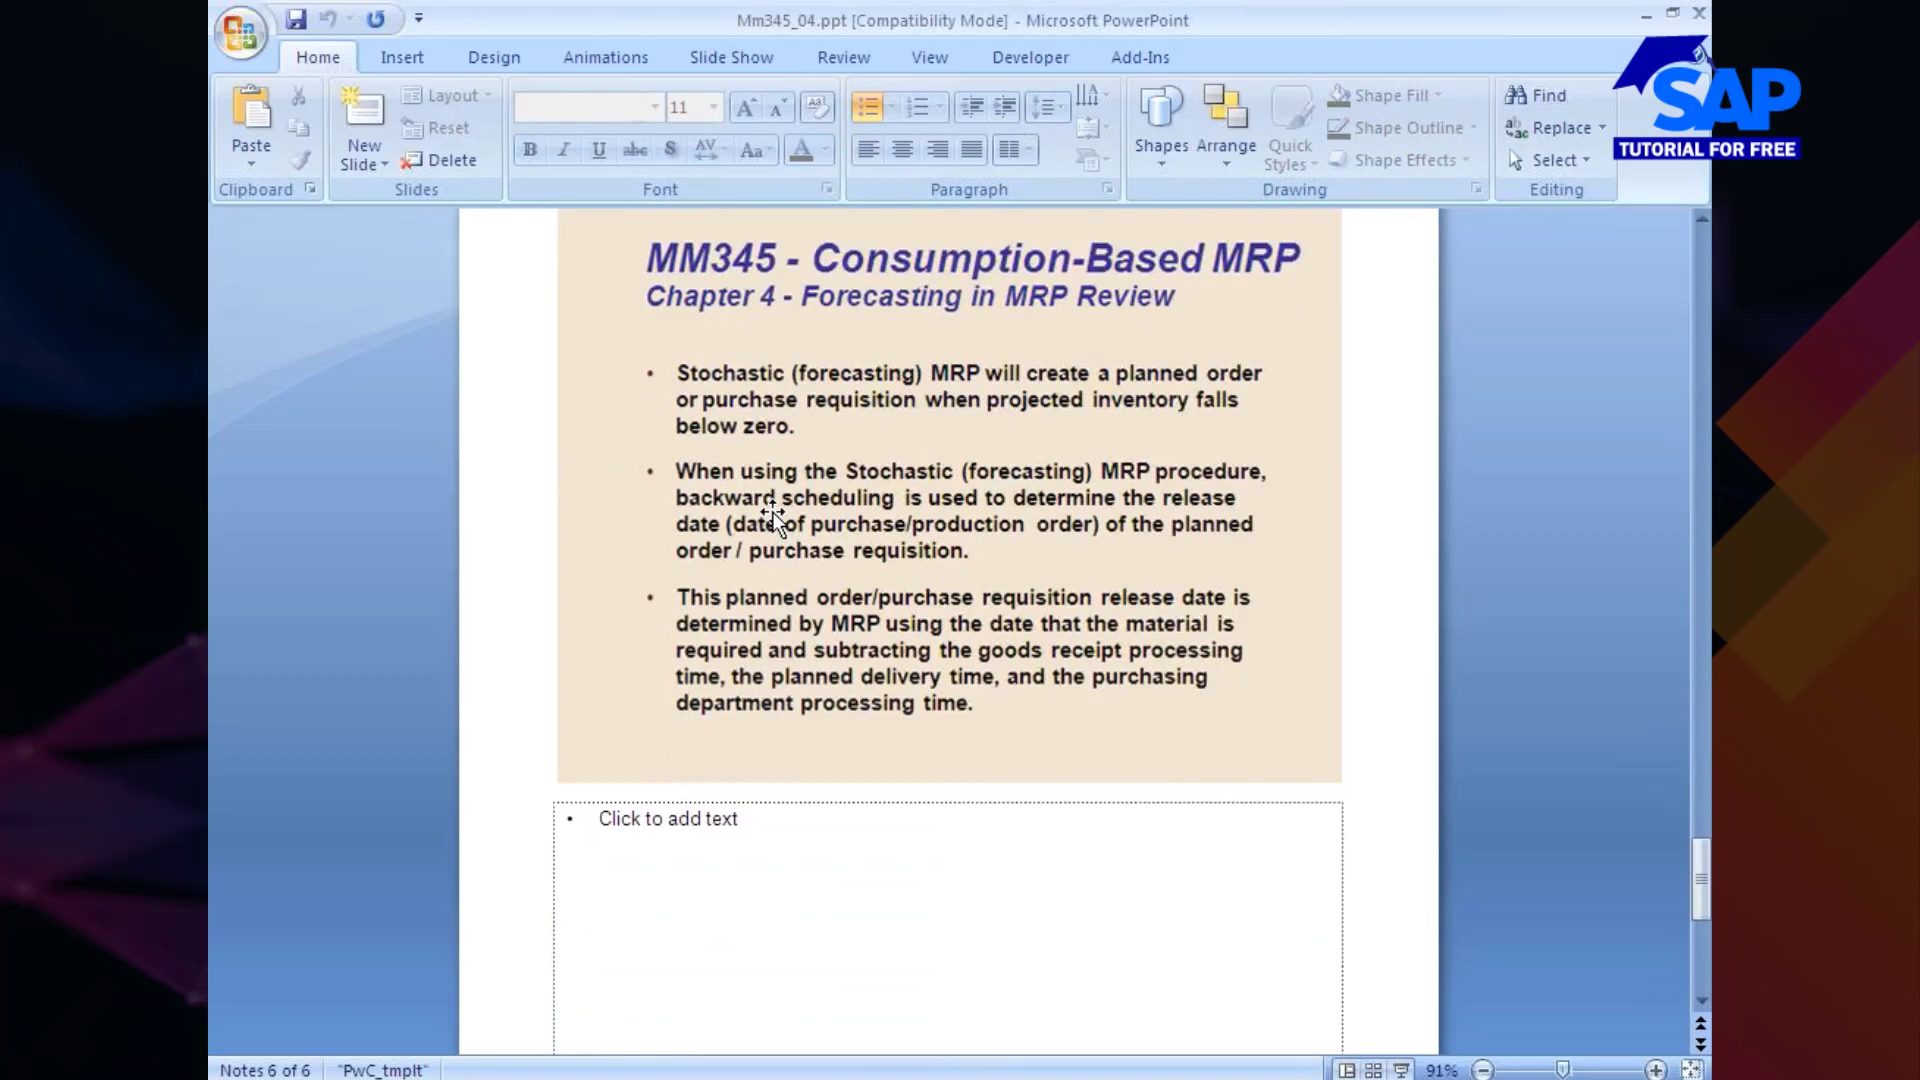 Mm345_04.ppt [Compatibility Mode] - Microsoft PowerPoint
Home Insert Design Animations Slide Show Review View Developer Add-Ins
SAP
TUTORIAL FOR FREE
Paste
Clipboard
New Slide
Layout
Reset
Delete
Slides
11
B I U abc S AV Aa A
Font
Paragraph
Shapes
Arrange
Quick Styles
Shape Fill
Shape Outline
Shape Effects
Drawing
Find
Replace
Select
Editing
MM345 - Consumption-Based MRP
Chapter 4 - Forecasting in MRP Review
• Stochastic (forecasting) MRP will create a planned order
or purchase requisition when projected inventory falls
below zero.
• When using the Stochastic (forecasting) MRP procedure,
backward scheduling is used to determine the release
date (date of purchase/production order) of the planned
order / purchase requisition.
• This planned order/purchase requisition release date is
determined by MRP using the date that the material is
required and subtracting the goods receipt processing
time, the planned delivery time, and the purchasing
department processing time.
• Click to add text
Notes 6 of 6 "PwC_tmplt" 91%